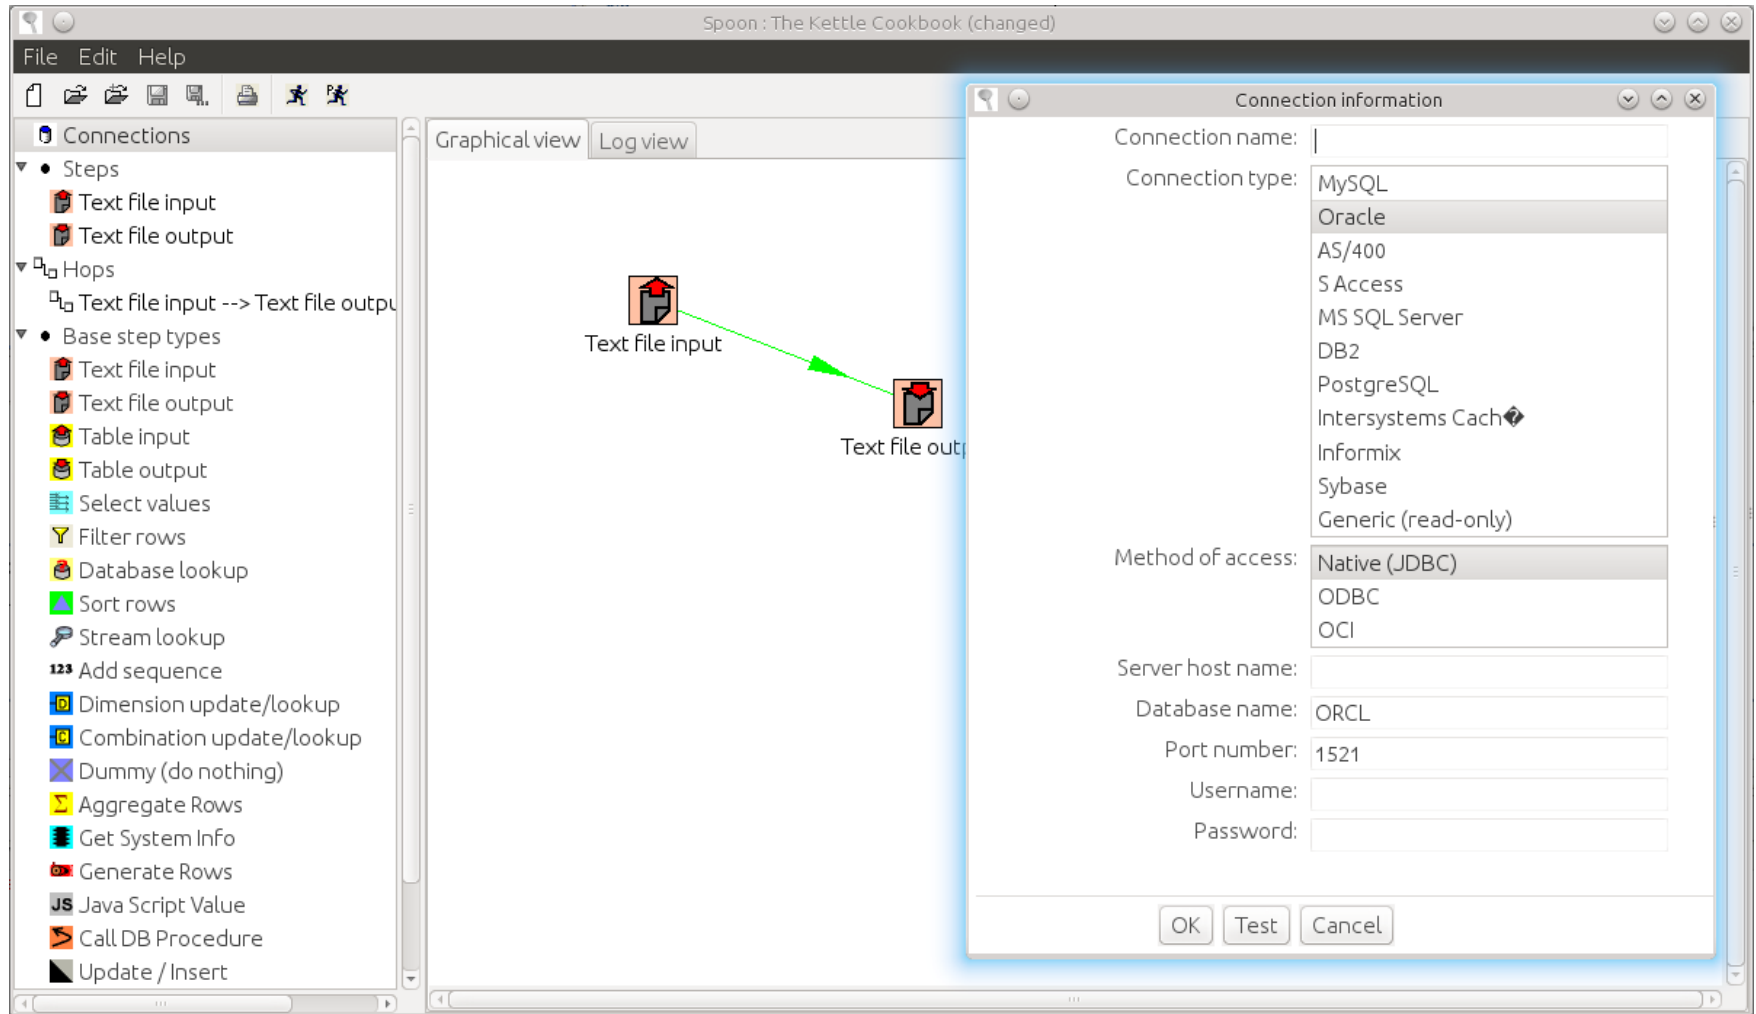 Spoon : The Kettle Cookbook (changed)
File Edit Help
Connections
Steps
Text file input
Text file output
Hops
Text file input --> Text file outpu
Base step types
Text file input
Text file output
Table input
Table output
Select values
Filter rows
Database lookup
Sort rows
Stream lookup
123 Add sequence
D Dimension update/lookup
C Combination update/lookup
Dummy (do nothing)
Σ Aggregate Rows
Get System Info
Generate Rows
JS Java Script Value
Call DB Procedure
Update / Insert
Graphical view Log view
Text file input
Text file outp
Connection information
Connection name:
Connection type:
MySQL
Oracle
AS/400
S Access
MS SQL Server
DB2
PostgreSQL
Intersystems Cach�
Informix
Sybase
Generic (read-only)
Method of access:
Native (JDBC)
ODBC
OCI
Server host name:
Database name: ORCL
Port number: 1521
Username:
Password:
OK Test Cancel